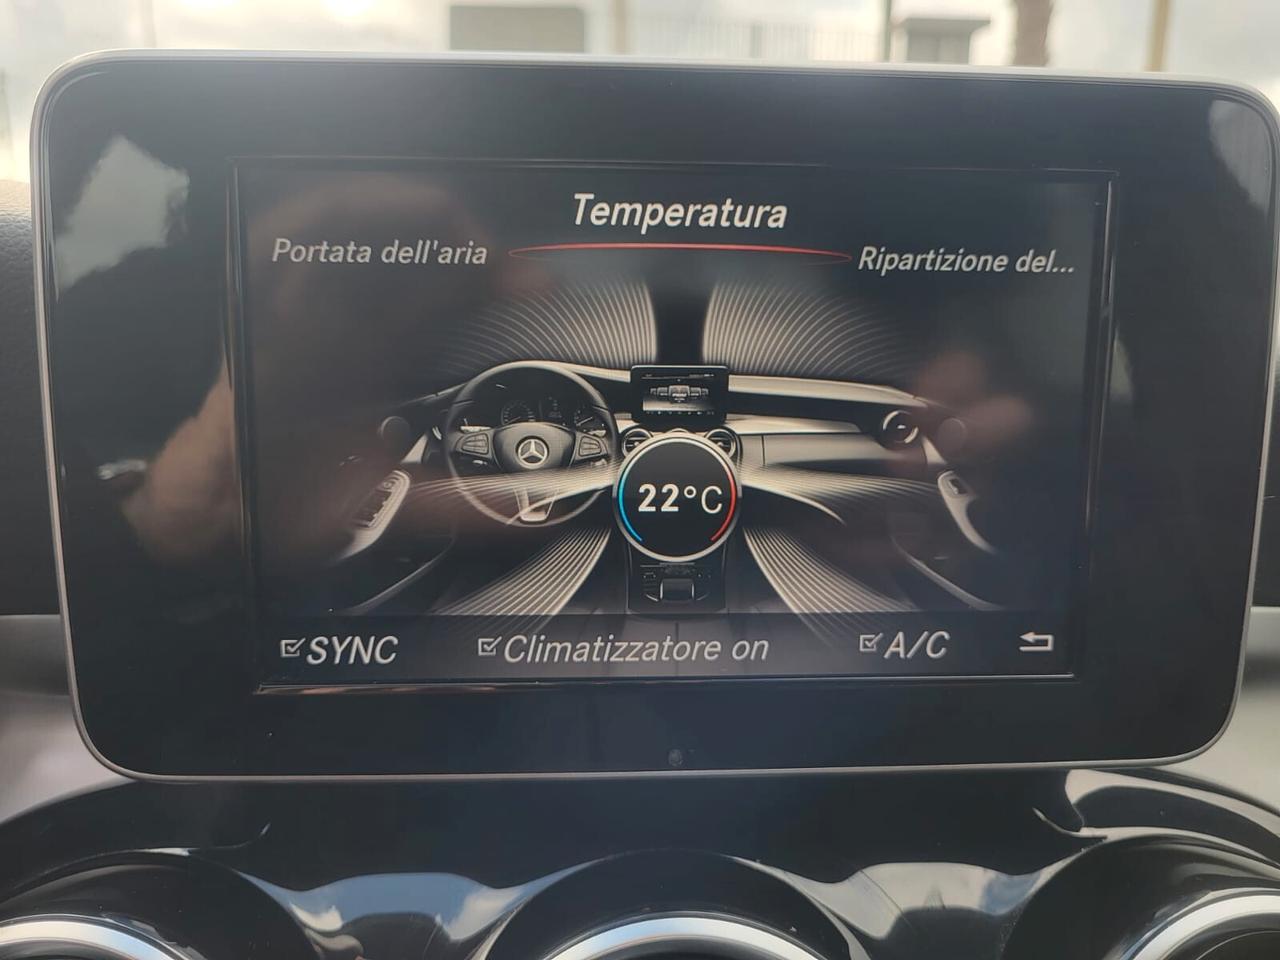 Temperatura
Portata dell'aria
Ripartizione del...
22°C
SYNC
Climatizzatore on
A/C